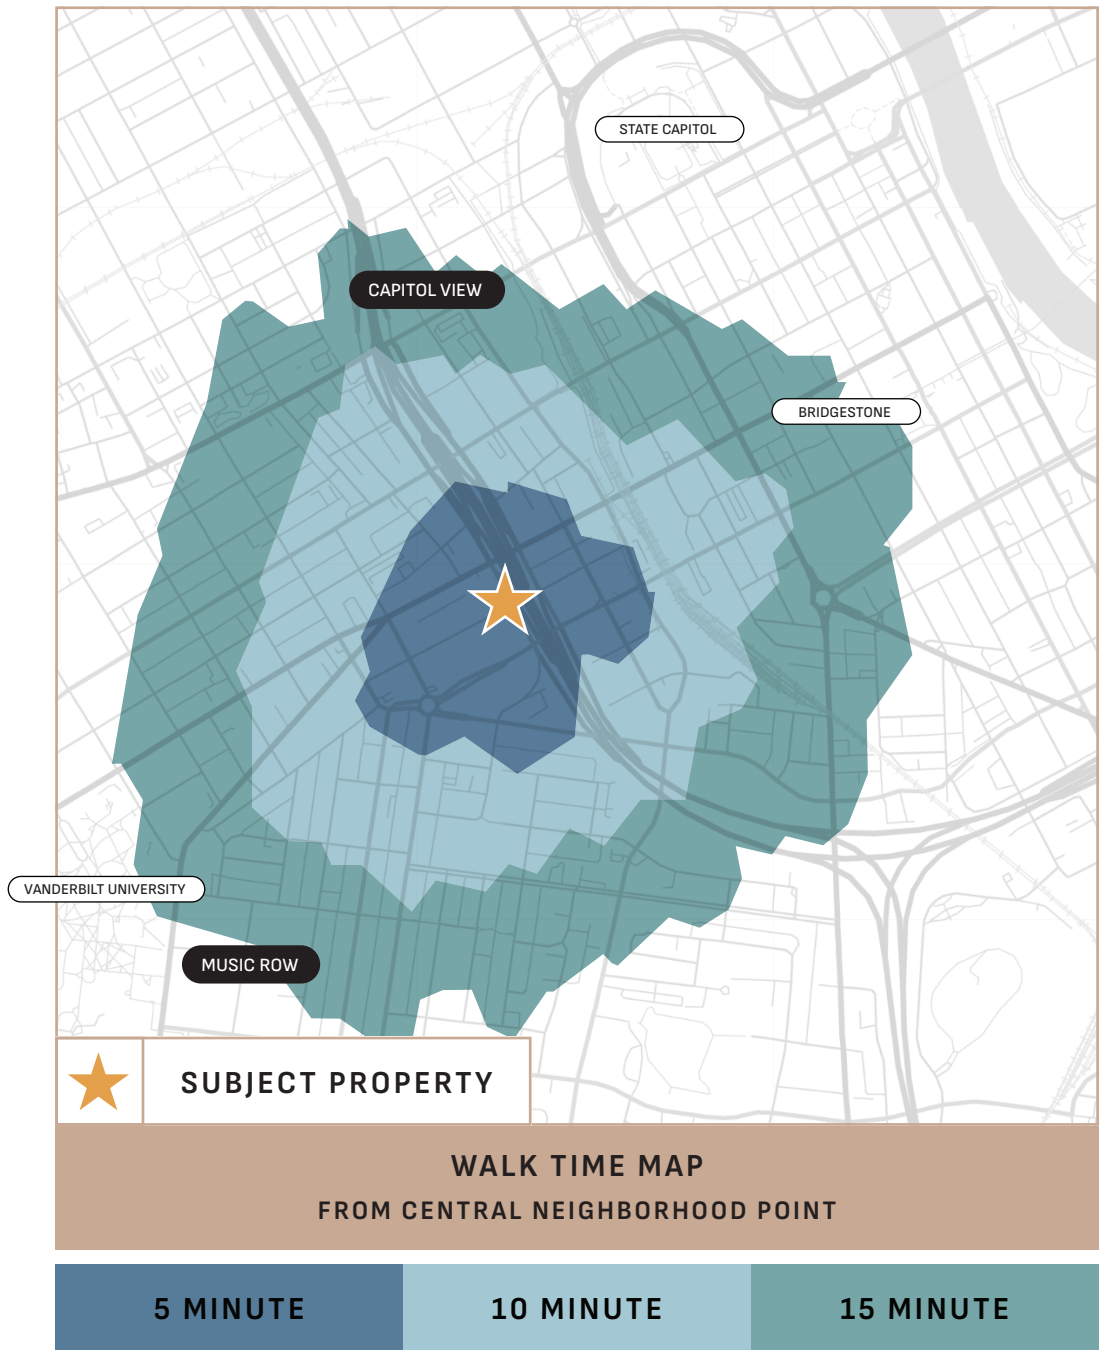 STATE CAPITOL
CAPITOL VIEW
BRIDGESTONE
VANDERBILT UNIVERSITY
MUSIC ROW
SUBJECT PROPERTY
WALK TIME MAP
FROM CENTRAL NEIGHBORHOOD POINT
5 MINUTE
10 MINUTE
15 MINUTE